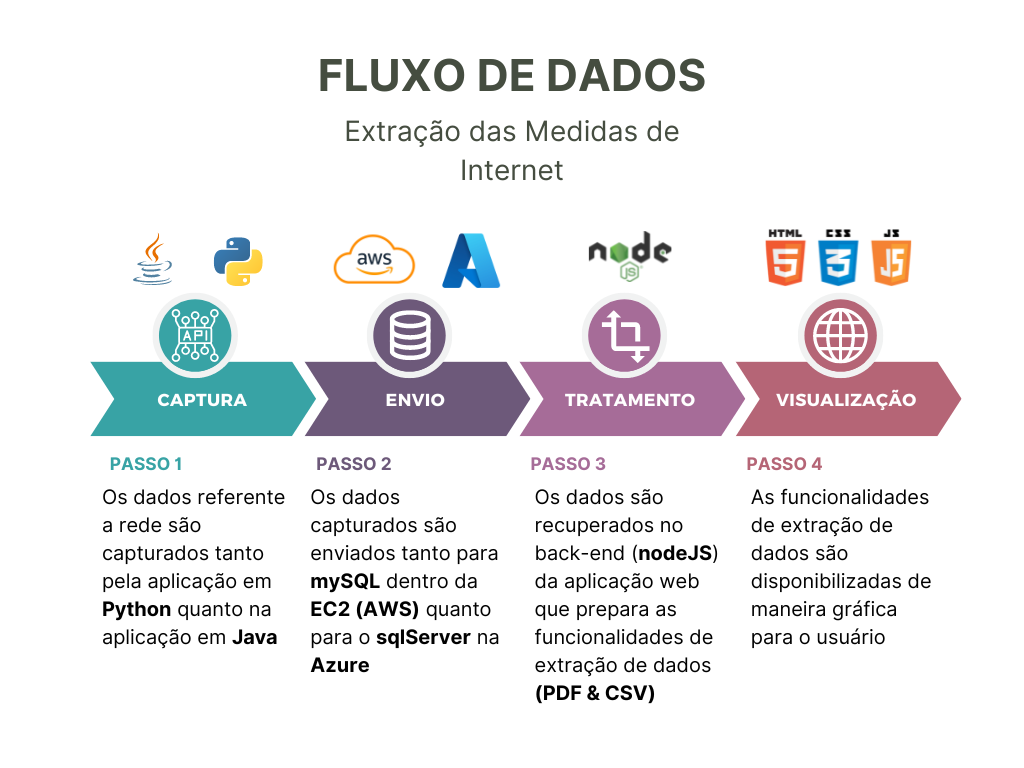 FLUXO DE DADOS
Extração das Medidas de
Internet
aws
node
JS
HTML
5
CSS
3
JS
JS
API
CAPTURA
ENVIO
TRATAMENTO
VISUALIZAÇÃO
PASSO 1
Os dados referente
a rede são
capturados tanto
pela aplicação em
Python quanto na
aplicação em Java
PASSO 2
Os dados
capturados são
enviados tanto para
mySQL dentro da
EC2 (AWS) quanto
para o sqlServer na
Azure
PASSO 3
Os dados são
recuperados no
back-end (nodeJS)
da aplicação web
que prepara as
funcionalidades de
extração de dados
(PDF & CSV)
PASSO 4
As funcionalidades
de extração de
dados são
disponibilizadas de
maneira gráfica
para o usuário